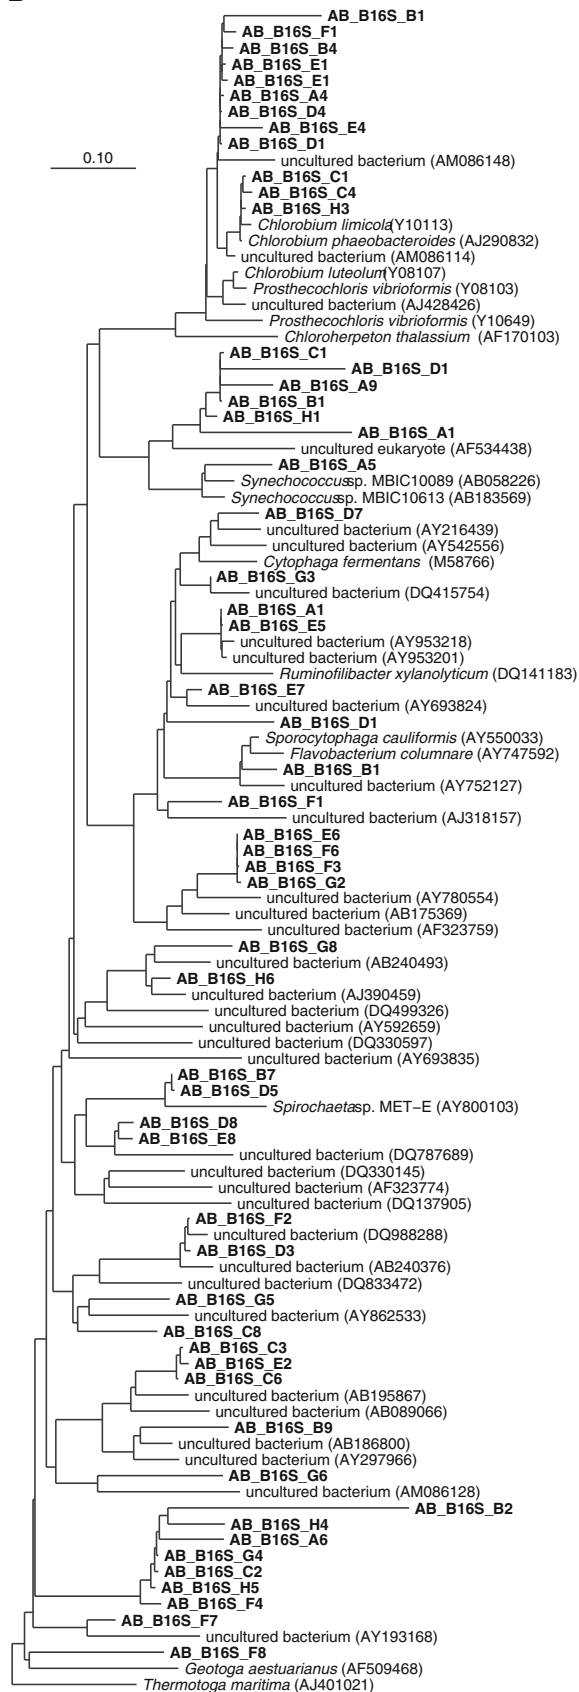 AB_B16S_B1
AB_B16S_F1
AB_B16S_B4
AB_B16S_E1
AB_B16S_E1
AB_B16S_A4
AB_B16S_D4
AB_B16S_E4
AB_B16S_D1
0.10
uncultured bacterium (AM086148)
AB_B16S_C1
AB_B16S_C4
AB_B16S_H3
Chlorobium limicola(Y10113)
Chlorobium phaeobacteroides (AJ290832)
uncultured bacterium (AM086114)
Chlorobium luteolum(Y08107)
Prosthecochloris vibrioformis (Y08103)
uncultured bacterium (AJ428426)
Prosthecochloris vibrioformis (Y10649)
Chloroherpeton thalassium (AF170103)
AB_B16S_C1
AB_B16S_D1
AB_B16S_A9
AB_B16S_B1
AB_B16S_H1
AB_B16S_A1
uncultured eukaryote (AF534438)
AB_B16S_A5
Synechococcussp. MBIC10089 (AB058226)
Synechococcussp. MBIC10613 (AB183569)
AB_B16S_D7
uncultured bacterium (AY216439)
uncultured bacterium (AY542556)
Cytophaga fermentans (M58766)
AB_B16S_G3
uncultured bacterium (DQ415754)
AB_B16S_A1
AB_B16S_E5
uncultured bacterium (AY953218)
uncultured bacterium (AY953201)
Ruminofilibacter xylanolyticum (DQ141183)
AB_B16S_E7
uncultured bacterium (AY693824)
AB_B16S_D1
Sporocytophaga cauliformis (AY550033)
Flavobacterium columnare (AY747592)
AB_B16S_B1
uncultured bacterium (AY752127)
AB_B16S_F1
uncultured bacterium (AJ318157)
AB_B16S_E6
AB_B16S_F6
AB_B16S_F3
AB_B16S_G2
uncultured bacterium (AY780554)
uncultured bacterium (AB175369)
uncultured bacterium (AF323759)
AB_B16S_G8
uncultured bacterium (AB240493)
AB_B16S_H6
uncultured bacterium (AJ390459)
uncultured bacterium (DQ499326)
uncultured bacterium (AY592659)
uncultured bacterium (DQ330597)
uncultured bacterium (AY693835)
AB_B16S_B7
AB_B16S_D5
Spirochaetasp. MET−E (AY800103)
AB_B16S_D8
AB_B16S_E8
uncultured bacterium (DQ787689)
uncultured bacterium (DQ330145)
uncultured bacterium (AF323774)
uncultured bacterium (DQ137905)
AB_B16S_F2
uncultured bacterium (DQ988288)
AB_B16S_D3
uncultured bacterium (AB240376)
uncultured bacterium (DQ833472)
AB_B16S_G5
uncultured bacterium (AY862533)
AB_B16S_C8
AB_B16S_C3
AB_B16S_E2
AB_B16S_C6
uncultured bacterium (AB195867)
uncultured bacterium (AB089066)
AB_B16S_B9
uncultured bacterium (AB186800)
uncultured bacterium (AY297966)
AB_B16S_G6
uncultured bacterium (AM086128)
AB_B16S_B2
AB_B16S_H4
AB_B16S_A6
AB_B16S_G4
AB_B16S_C2
AB_B16S_H5
AB_B16S_F4
AB_B16S_F7
uncultured bacterium (AY193168)
AB_B16S_F8
Geotoga aestuarianus (AF509468)
Thermotoga maritima (AJ401021)